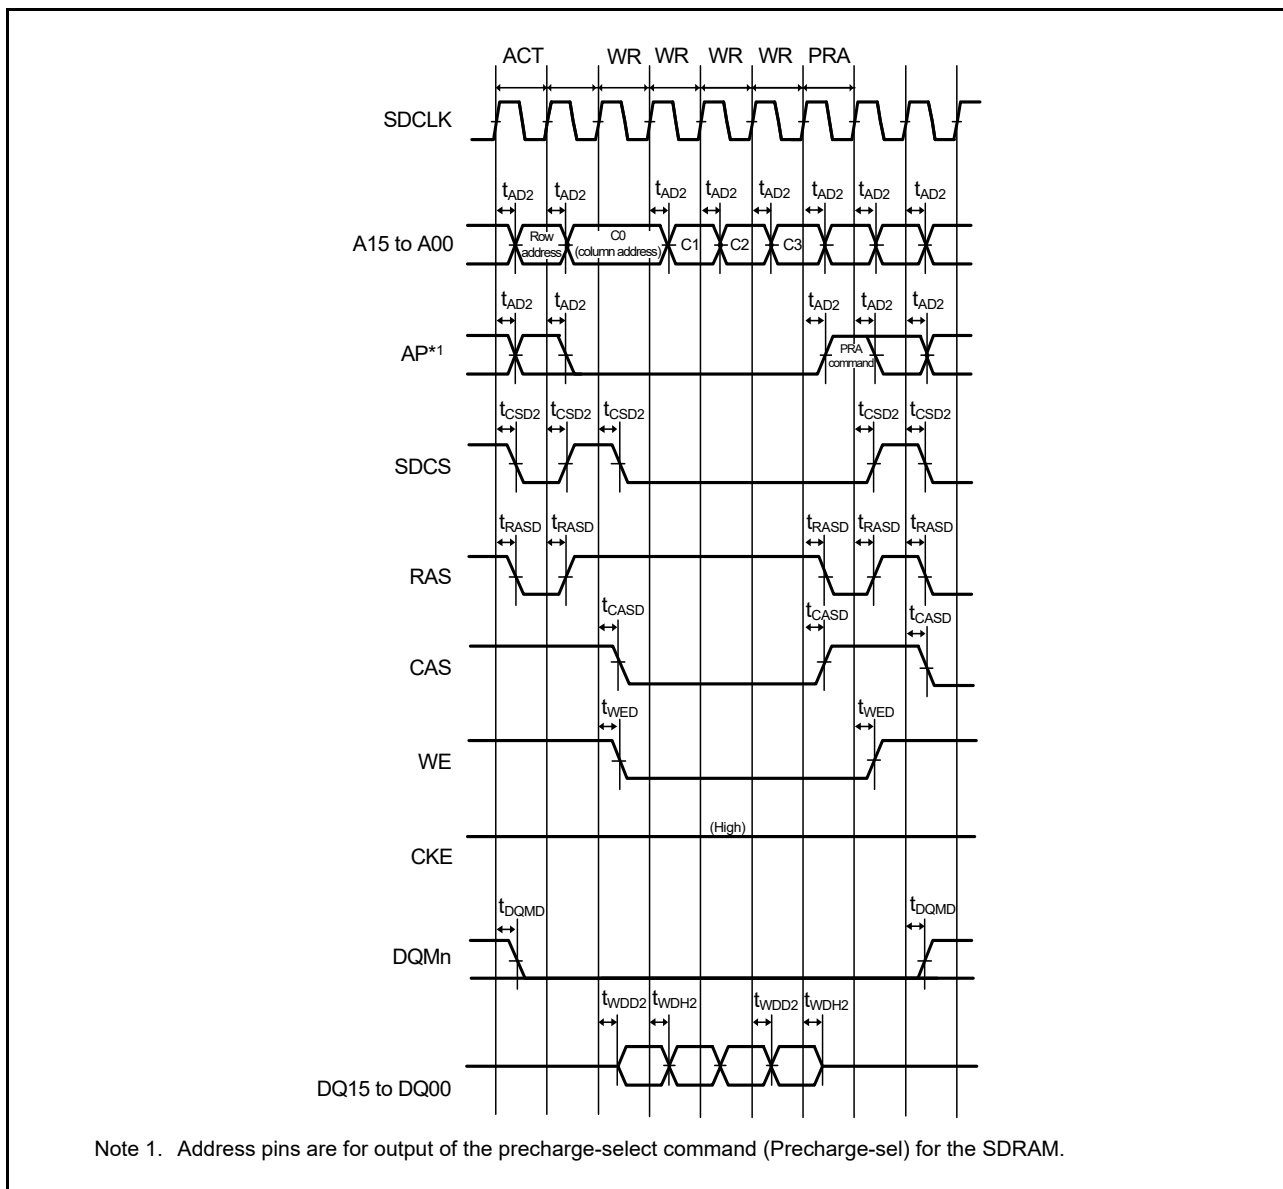 ACT WR WR WR WR PRA
SDCLK
tAD2 tAD2 tAD2 tAD2 tAD2 tAD2 tAD2 tAD2
A15 to A00
Row
address
C0
(column address)
C1 C2 C3
tAD2 tAD2 tAD2 tAD2 tAD2
AP*1
PRA
command
tCSD2 tCSD2 tCSD2 tCSD2 tCSD2
SDCS
tRASD tRASD tRASD tRASD tRASD
RAS
tCASD tCASD tCASD
CAS
tWED tWED
WE
(High)
CKE
tDQMD tDQMD
DQMn
tWDD2 tWDH2 tWDD2 tWDH2
DQ15 to DQ00
Note 1. Address pins are for output of the precharge-select command (Precharge-sel) for the SDRAM.